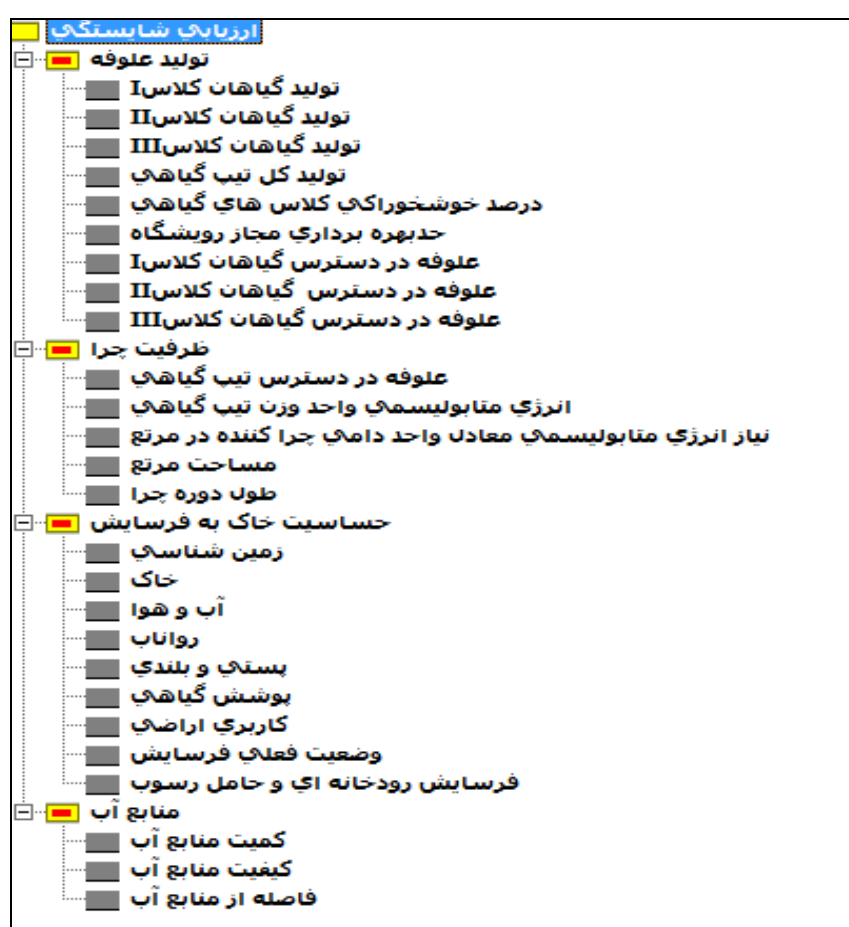 ارزيابي شايستگي
توليد علوفه
توليد گياهان كلاسI
توليد گياهان كلاسII
توليد گياهان كلاسIII
توليد كل تيپ گياهي
درصد خوشخوراكي كلاس هاي گياهي
حدبهره برداري مجاز رويشگاه
علوفه در دسترس گياهان كلاسI
علوفه در دسترس گياهان كلاسII
علوفه در دسترس گياهان كلاسIII
ظرفيت چرا
علوفه در دسترس تيپ گياهي
انرژي متابوليسمي واحد وزن تيپ گياهي
نياز انرژي متابوليسمي معادل واحد دامي چرا كننده در مرتع
مساحت مرتع
طول دوره چرا
حساسيت خاک به فرسايش
زمين شناسي
خاک
آب و هوا
رواناب
پستي و بلندي
پوشش گياهي
كاربري اراضي
وضعيت فعلي فرسايش
فرسايش رودخانه اي و حامل رسوب
منابع آب
كميت منابع آب
كيفيت منابع آب
فاصله از منابع آب